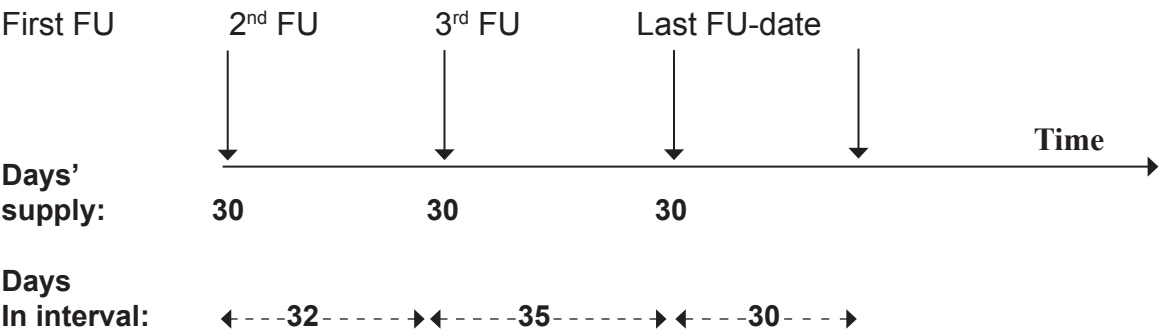 First FU 2nd FU 3rd FU Last FU-date
Time
Days’
supply: 30 30 30
Days
In interval: 32 35 30